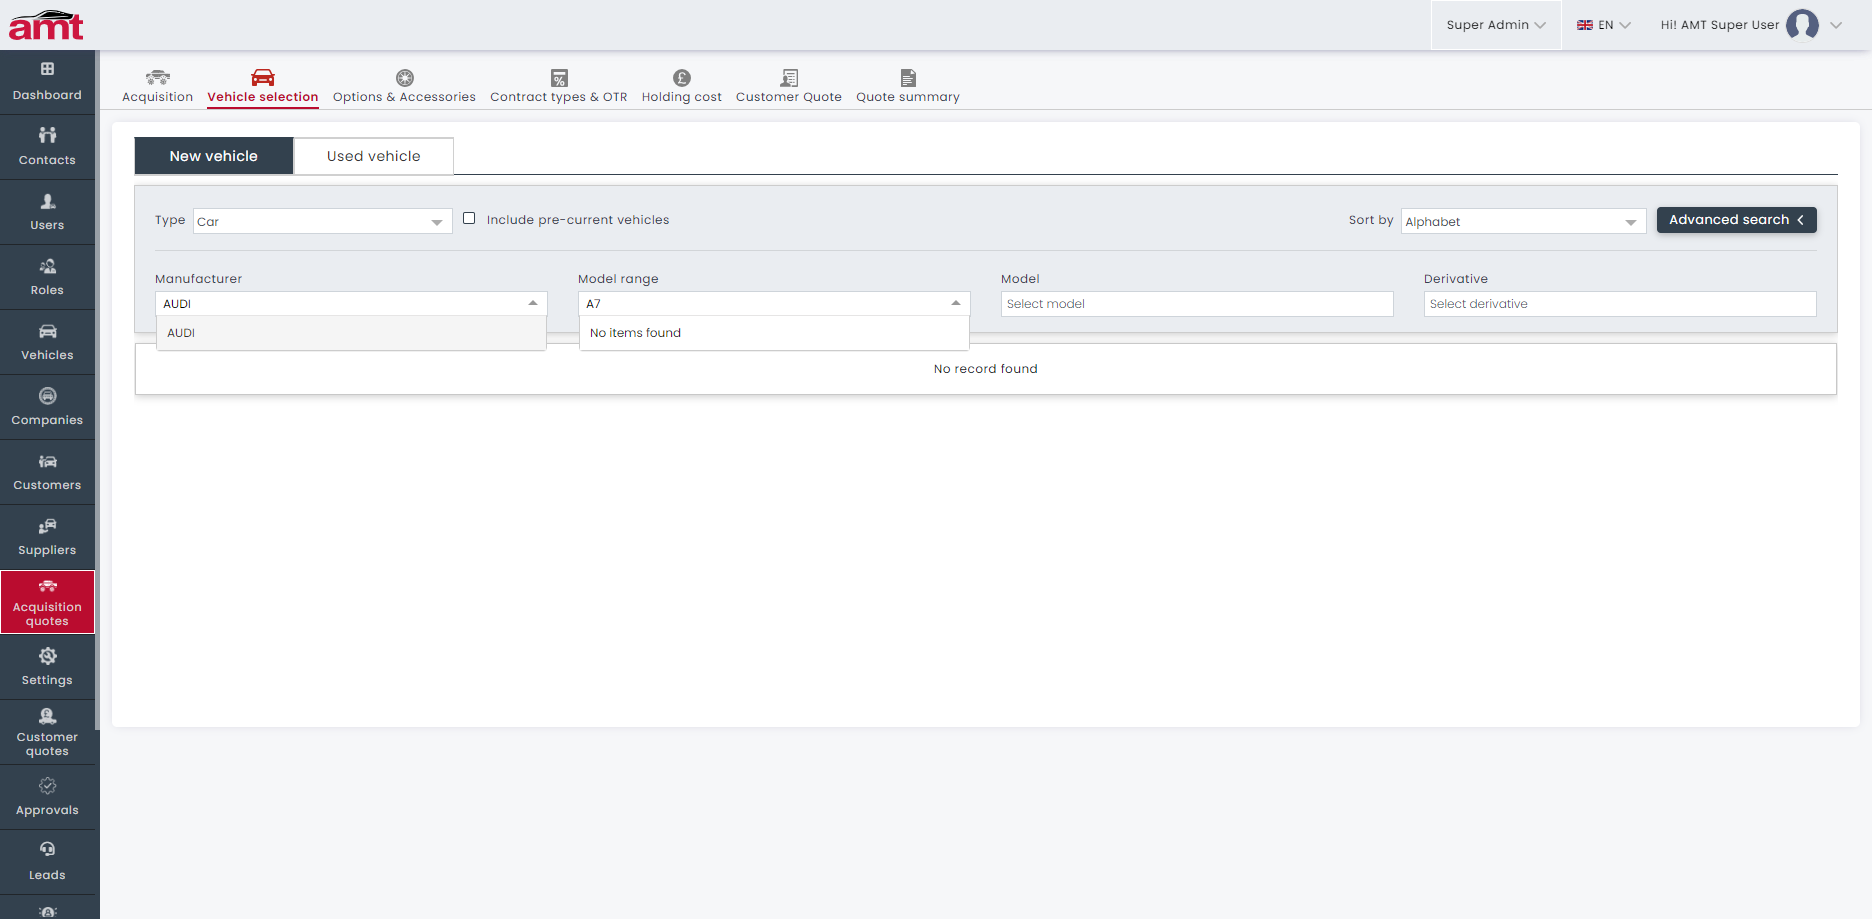 amt
Super Admin
EN
Hi! AMT Super User
Dashboard
Contacts
Users
Roles
Vehicles
Companies
Customers
Suppliers
Acquisition
quotes
Settings
Customer
quotes
Approvals
Leads
Acquisition
Vehicle selection
Options & Accessories
Contract types & OTR
Holding cost
Customer Quote
Quote summary
New vehicle
Used vehicle
Type
Car
Include pre-current vehicles
Sort by
Alphabet
Advanced search
Manufacturer
Model range
Model
Derivative
AUDI
A7
Select model
Select derivative
AUDI
No items found
No record found